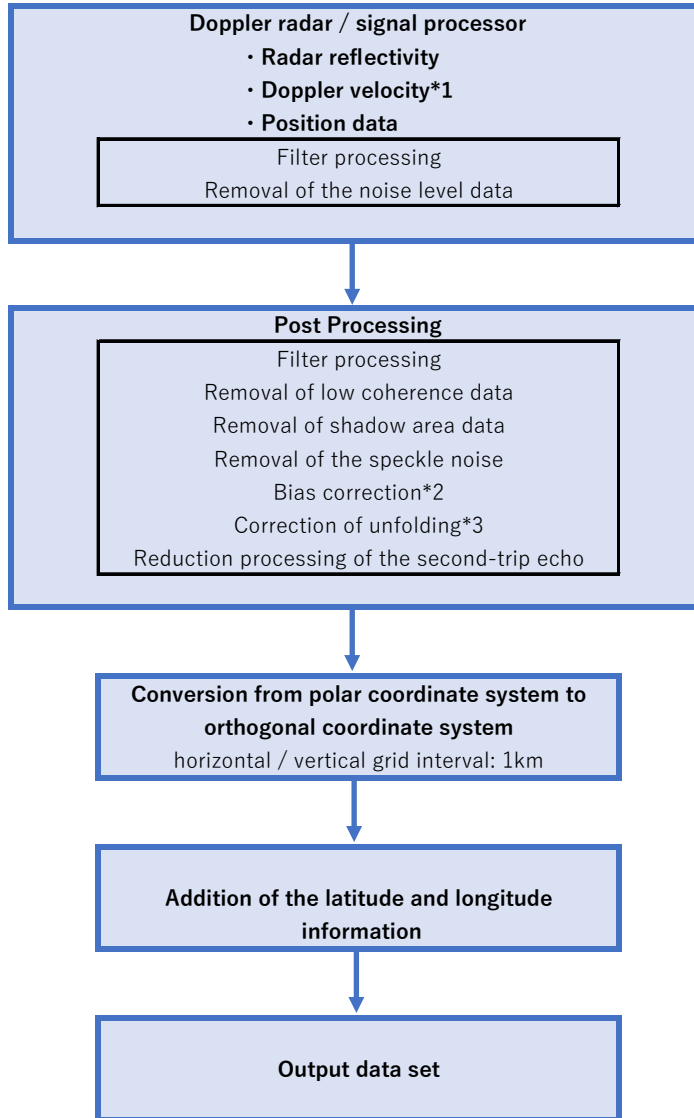 Doppler radar / signal processor
・Radar reflectivity
・Doppler velocity*1
・Position data
Filter processing
Removal of the noise level data
Post Processing
Filter processing
Removal of low coherence data
Removal of shadow area data
Removal of the speckle noise
Bias correction*2
Correction of unfolding*3
Reduction processing of the second-trip echo
Conversion from polar coordinate system to
orthogonal coordinate system
horizontal / vertical grid interval: 1km
Addition of the latitude and longitude
information
Output data set